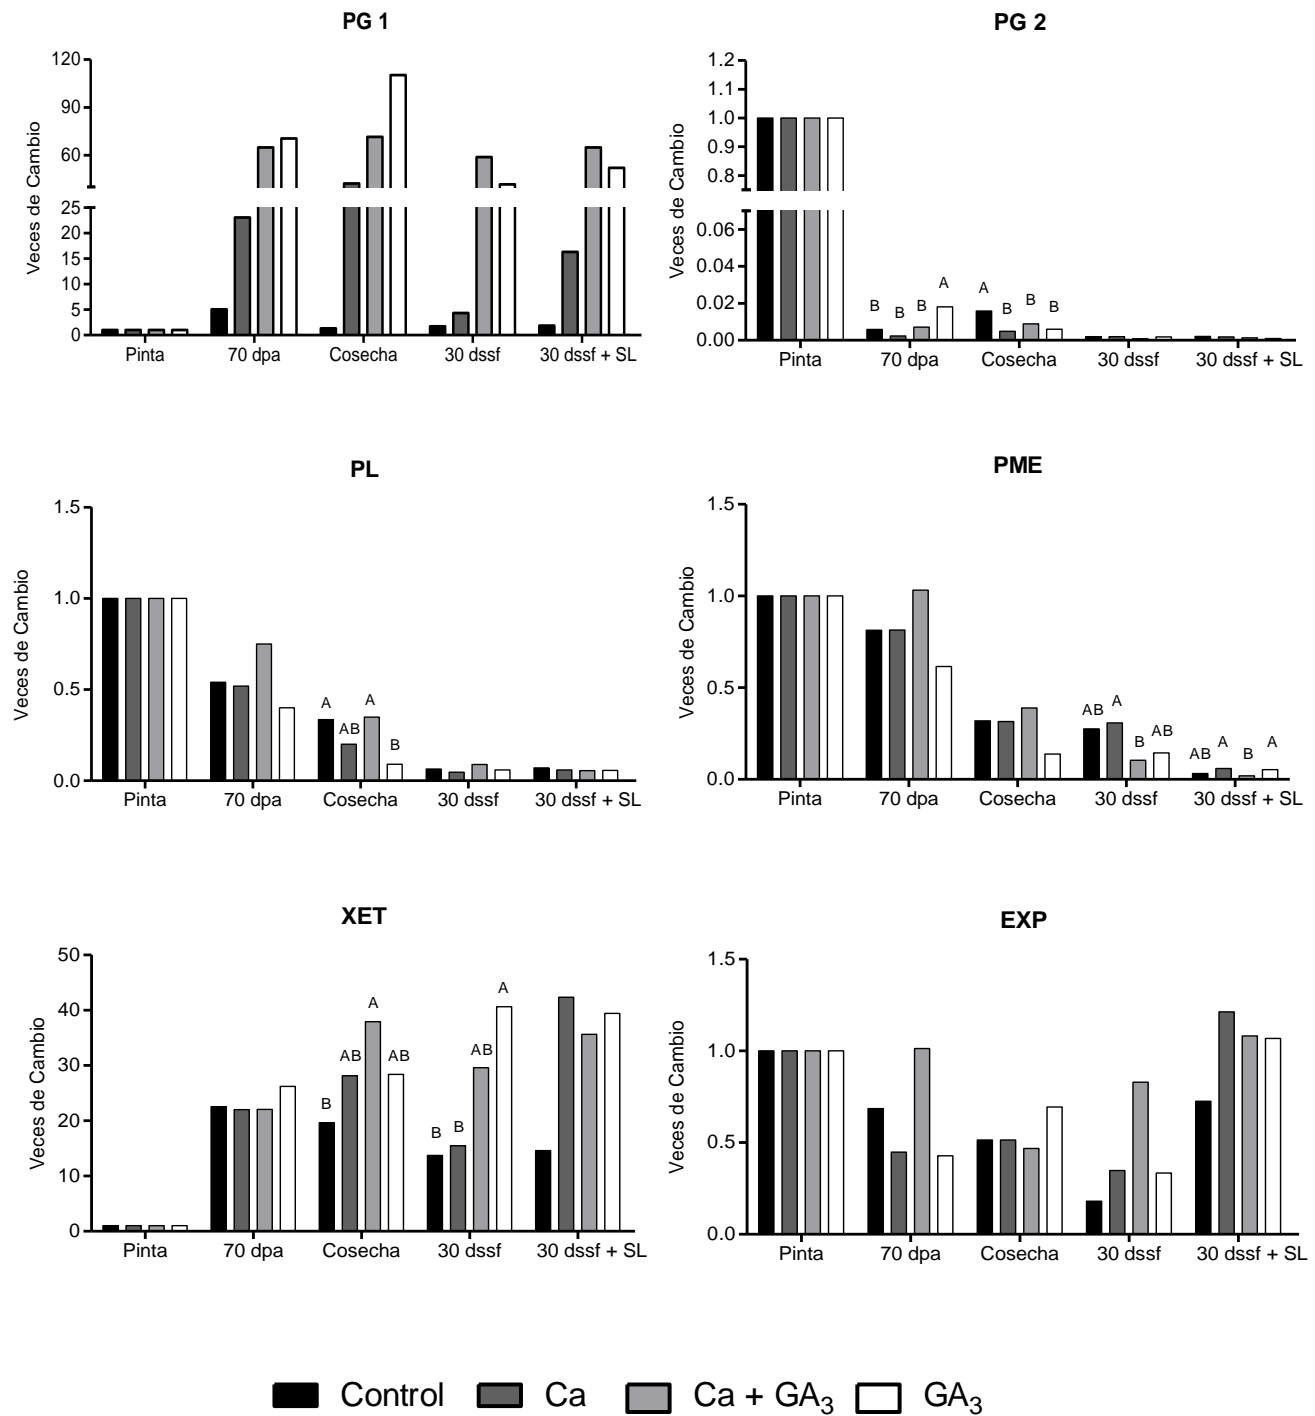 PG 1
Veces de Cambio
120
90
60
25
20
15
10
5
0
Pinta 70 dpa Cosecha 30 dssf 30 dssf + SL
PG 2
Veces de Cambio
1.2
1.1
1.0
0.9
0.8
0.06
0.04
0.02
0.00
B B B A A B B B
Pinta 70 dpa Cosecha 30 dssf 30 dssf + SL
PL
Veces de Cambio
1.5
1.0
0.5
0.0
A AB A B
Pinta 70 dpa Cosecha 30 dssf 30 dssf + SL
PME
Veces de Cambio
1.5
1.0
0.5
0.0
AB A B AB AB A B A
Pinta 70 dpa Cosecha 30 dssf 30 dssf + SL
XET
Veces de Cambio
50
40
30
20
10
0
B AB A AB B B AB A
Pinta 70 dpa Cosecha 30 dssf 30 dssf + SL
EXP
Veces de Cambio
1.5
1.0
0.5
0.0
Pinta 70 dpa Cosecha 30 dssf 30 dssf + SL
Control Ca Ca + GA₃ GA₃